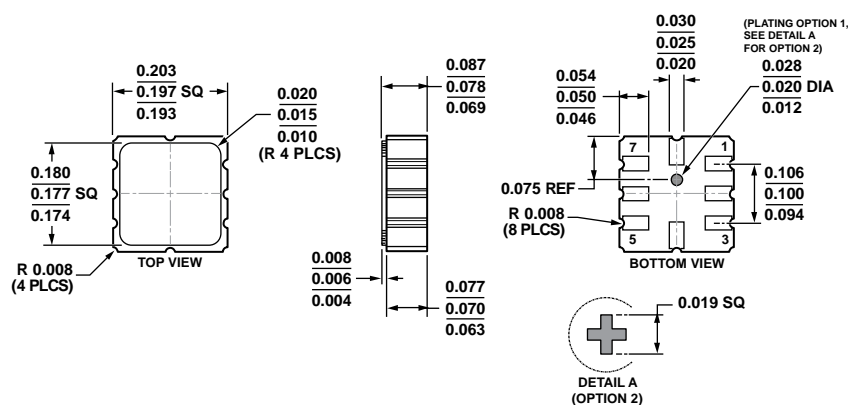 0.203
0.197 SQ
0.193
0.020
0.015
0.010
(R 4 PLCS)
0.180
0.177 SQ
0.174
R 0.008
(4 PLCS)
TOP VIEW
0.087
0.078
0.069
0.008
0.006
0.004
0.077
0.070
0.063
0.030
0.025
0.020
(PLATING OPTION 1,
SEE DETAIL A
FOR OPTION 2)
0.054
0.050
0.046
0.028
0.020 DIA
0.012
0.075 REF
R 0.008
(8 PLCS)
7
1
5
3
0.106
0.100
0.094
BOTTOM VIEW
0.019 SQ
DETAIL A
(OPTION 2)